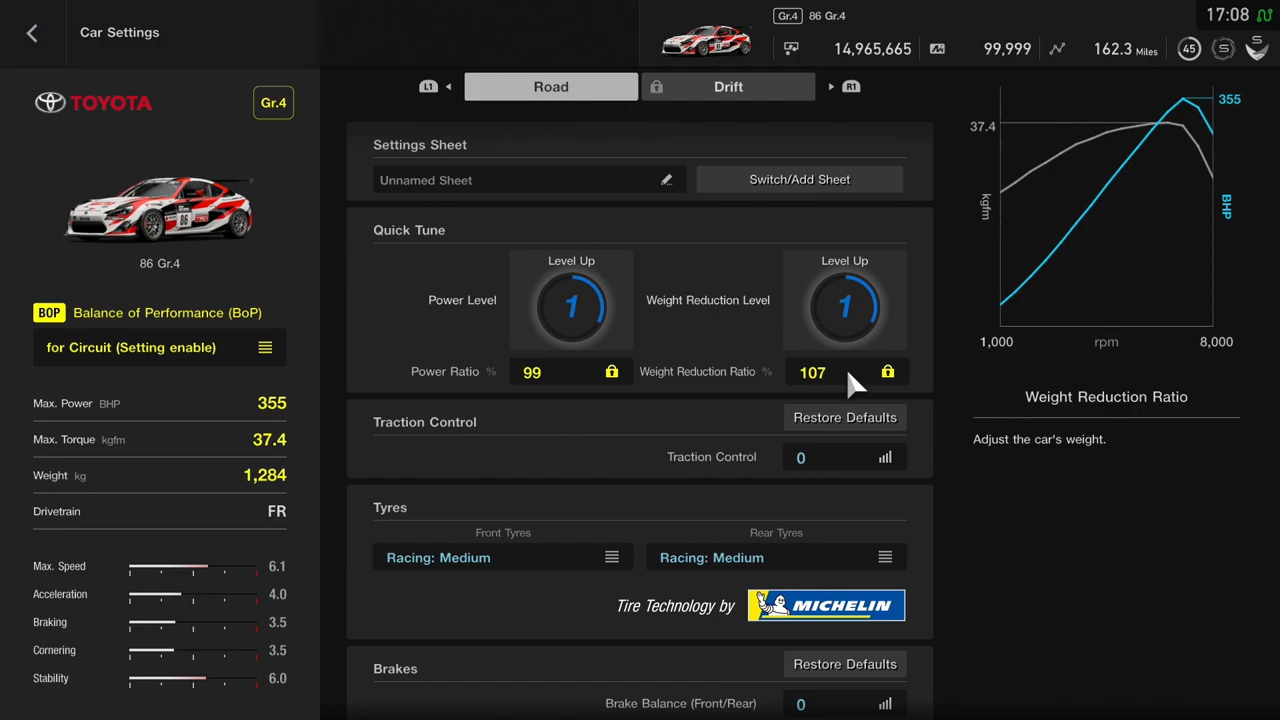 Car Settings
Gr.4 86 Gr.4
17:08
14,965,665 99,999 162.3 Miles 45 S S
TOYOTA Gr.4
86 Gr.4
BOP Balance of Performance (BoP)
for Circuit (Setting enable)
Max. Power BHP 355
Max. Torque kgfm 37.4
Weight kg 1,284
Drivetrain FR
Max. Speed 6.1
Acceleration 4.0
Braking 3.5
Cornering 3.5
Stability 6.0
L1 Road Drift R1
Settings Sheet
Unnamed Sheet Switch/Add Sheet
Quick Tune
Level Up Level Up
Power Level 1 Weight Reduction Level 1
Power Ratio % 99 Weight Reduction Ratio % 107
Traction Control Restore Defaults
Traction Control 0
Tyres
Front Tyres Rear Tyres
Racing: Medium Racing: Medium
Tire Technology by MICHELIN
Brakes Restore Defaults
Brake Balance (Front/Rear) 0
355
37.4
kgfm
BHP
1,000 rpm 8,000
Weight Reduction Ratio
Adjust the car's weight.